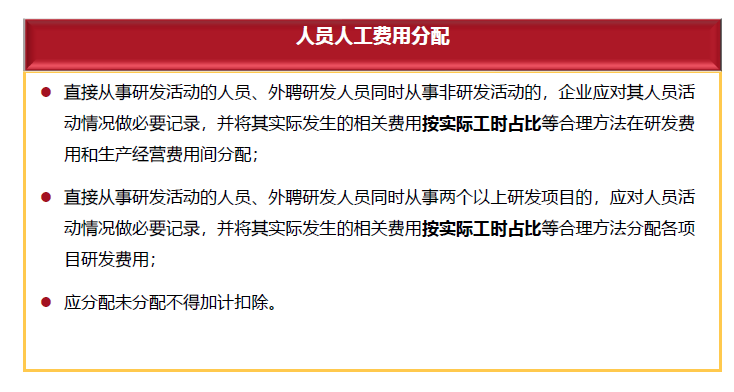 人员人工费用分配
直接从事研发活动的人员、外聘研发人员同时从事非研发活动的，企业应对其人员活
动情况做必要记录，并将其实际发生的相关费用按实际工时占比等合理方法在研发费
用和生产经营费用间分配；
直接从事研发活动的人员、外聘研发人员同时从事两个以上研发项目的，应对人员活
动情况做必要记录，并将其实际发生的相关费用按实际工时占比等合理方法分配各项
目研发费用；
应分配未分配不得加计扣除。